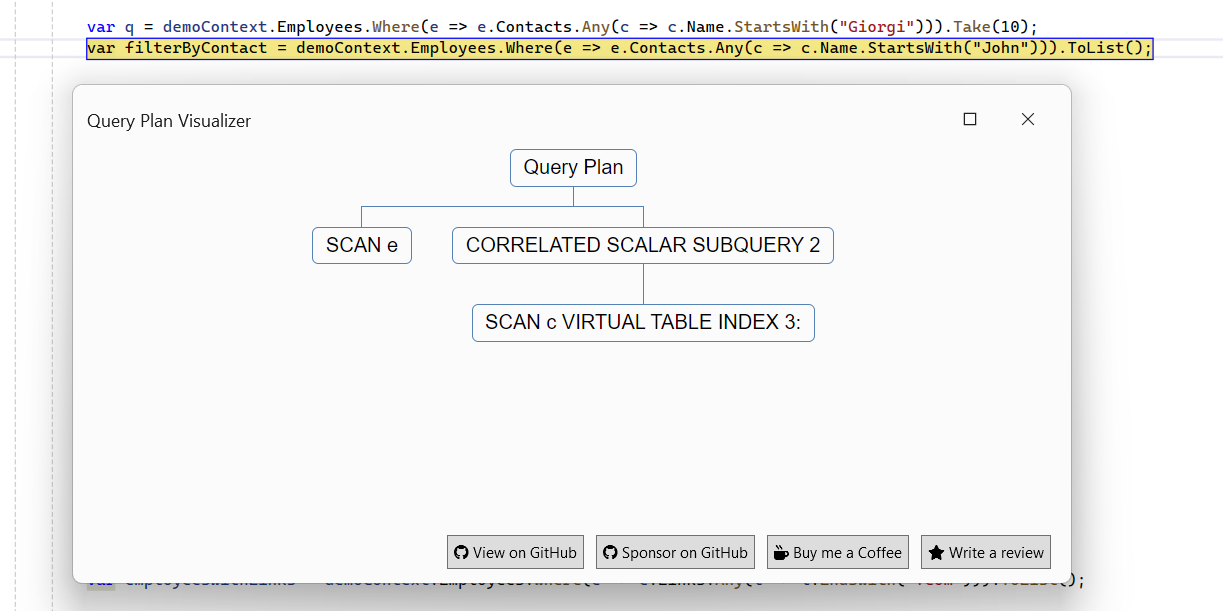 var q = demoContext.Employees.Where(e => e.Contacts.Any(c => c.Name.StartsWith("Giorgi"))).Take(10);
var filterByContact = demoContext.Employees.Where(e => e.Contacts.Any(c => c.Name.StartsWith("John"))).ToList();
Query Plan Visualizer
Query Plan
SCAN e
CORRELATED SCALAR SUBQUERY 2
SCAN c VIRTUAL TABLE INDEX 3:
View on GitHub
Sponsor on GitHub
Buy me a Coffee
Write a review